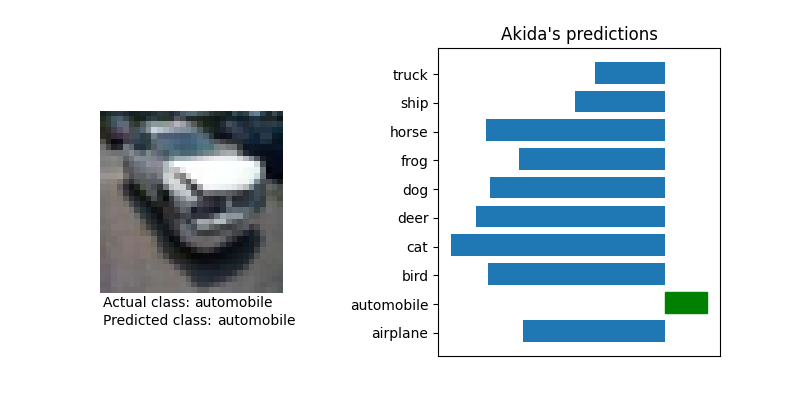 Akida's predictions
truck
ship
horse
frog
dog
deer
cat
bird
automobile
airplane
Actual class: automobile
Predicted class: automobile